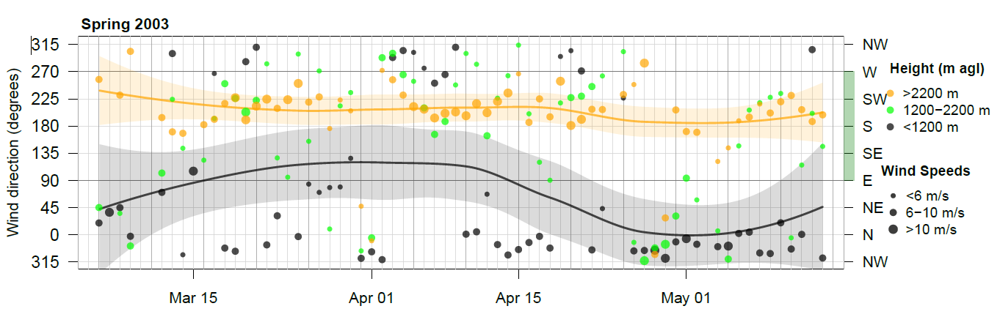 Spring 2003
Wind direction (degrees)
315 NW
270 W
225 SW
180 S
135 SE
90 E
45 NE
0 N
315 NW
Mar 15 Apr 01 Apr 15 May 01
Height (m agl)
>2200 m
1200−2200 m
<1200 m
Wind Speeds
<6 m/s
6−10 m/s
>10 m/s